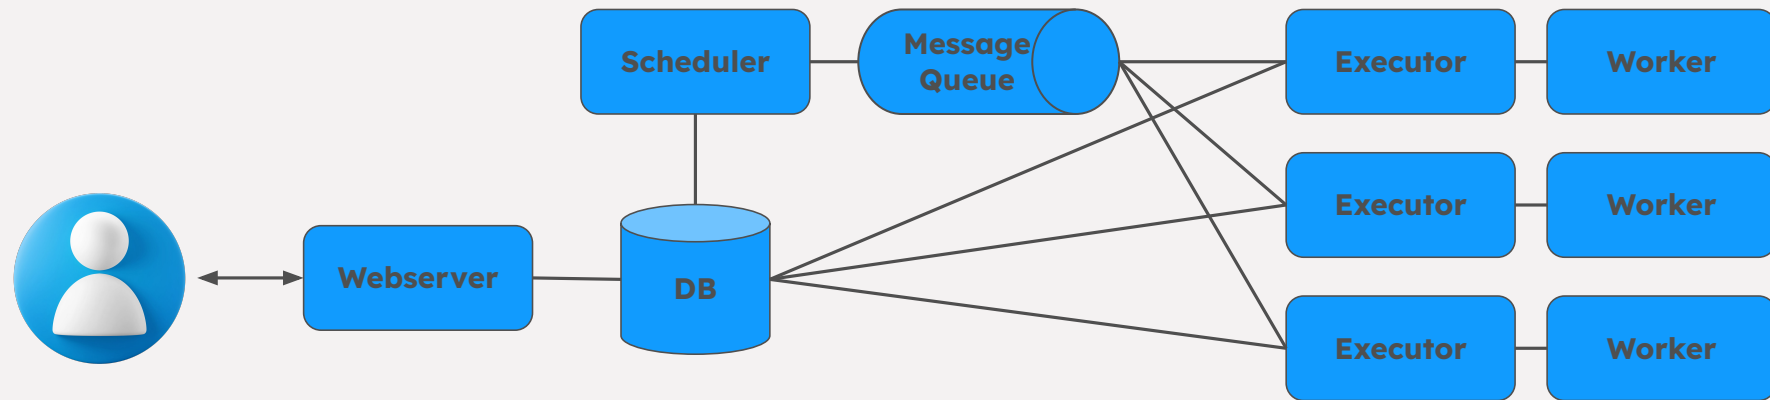 Scheduler
Message
Queue
Executor
Worker
Executor
Worker
Webserver
DB
Executor
Worker